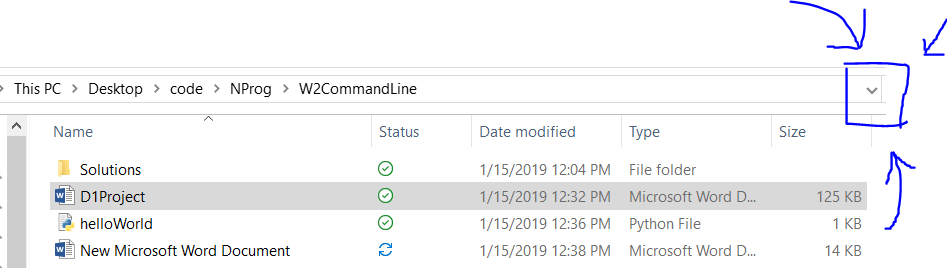 This PC > Desktop > code > NProg > W2CommandLine
Name Status Date modified Type Size
Solutions 1/15/2019 12:04 PM File folder
D1Project 1/15/2019 12:32 PM Microsoft Word D... 125 KB
helloWorld 1/15/2019 12:36 PM Python File 1 KB
New Microsoft Word Document 1/15/2019 12:38 PM Microsoft Word D... 14 KB